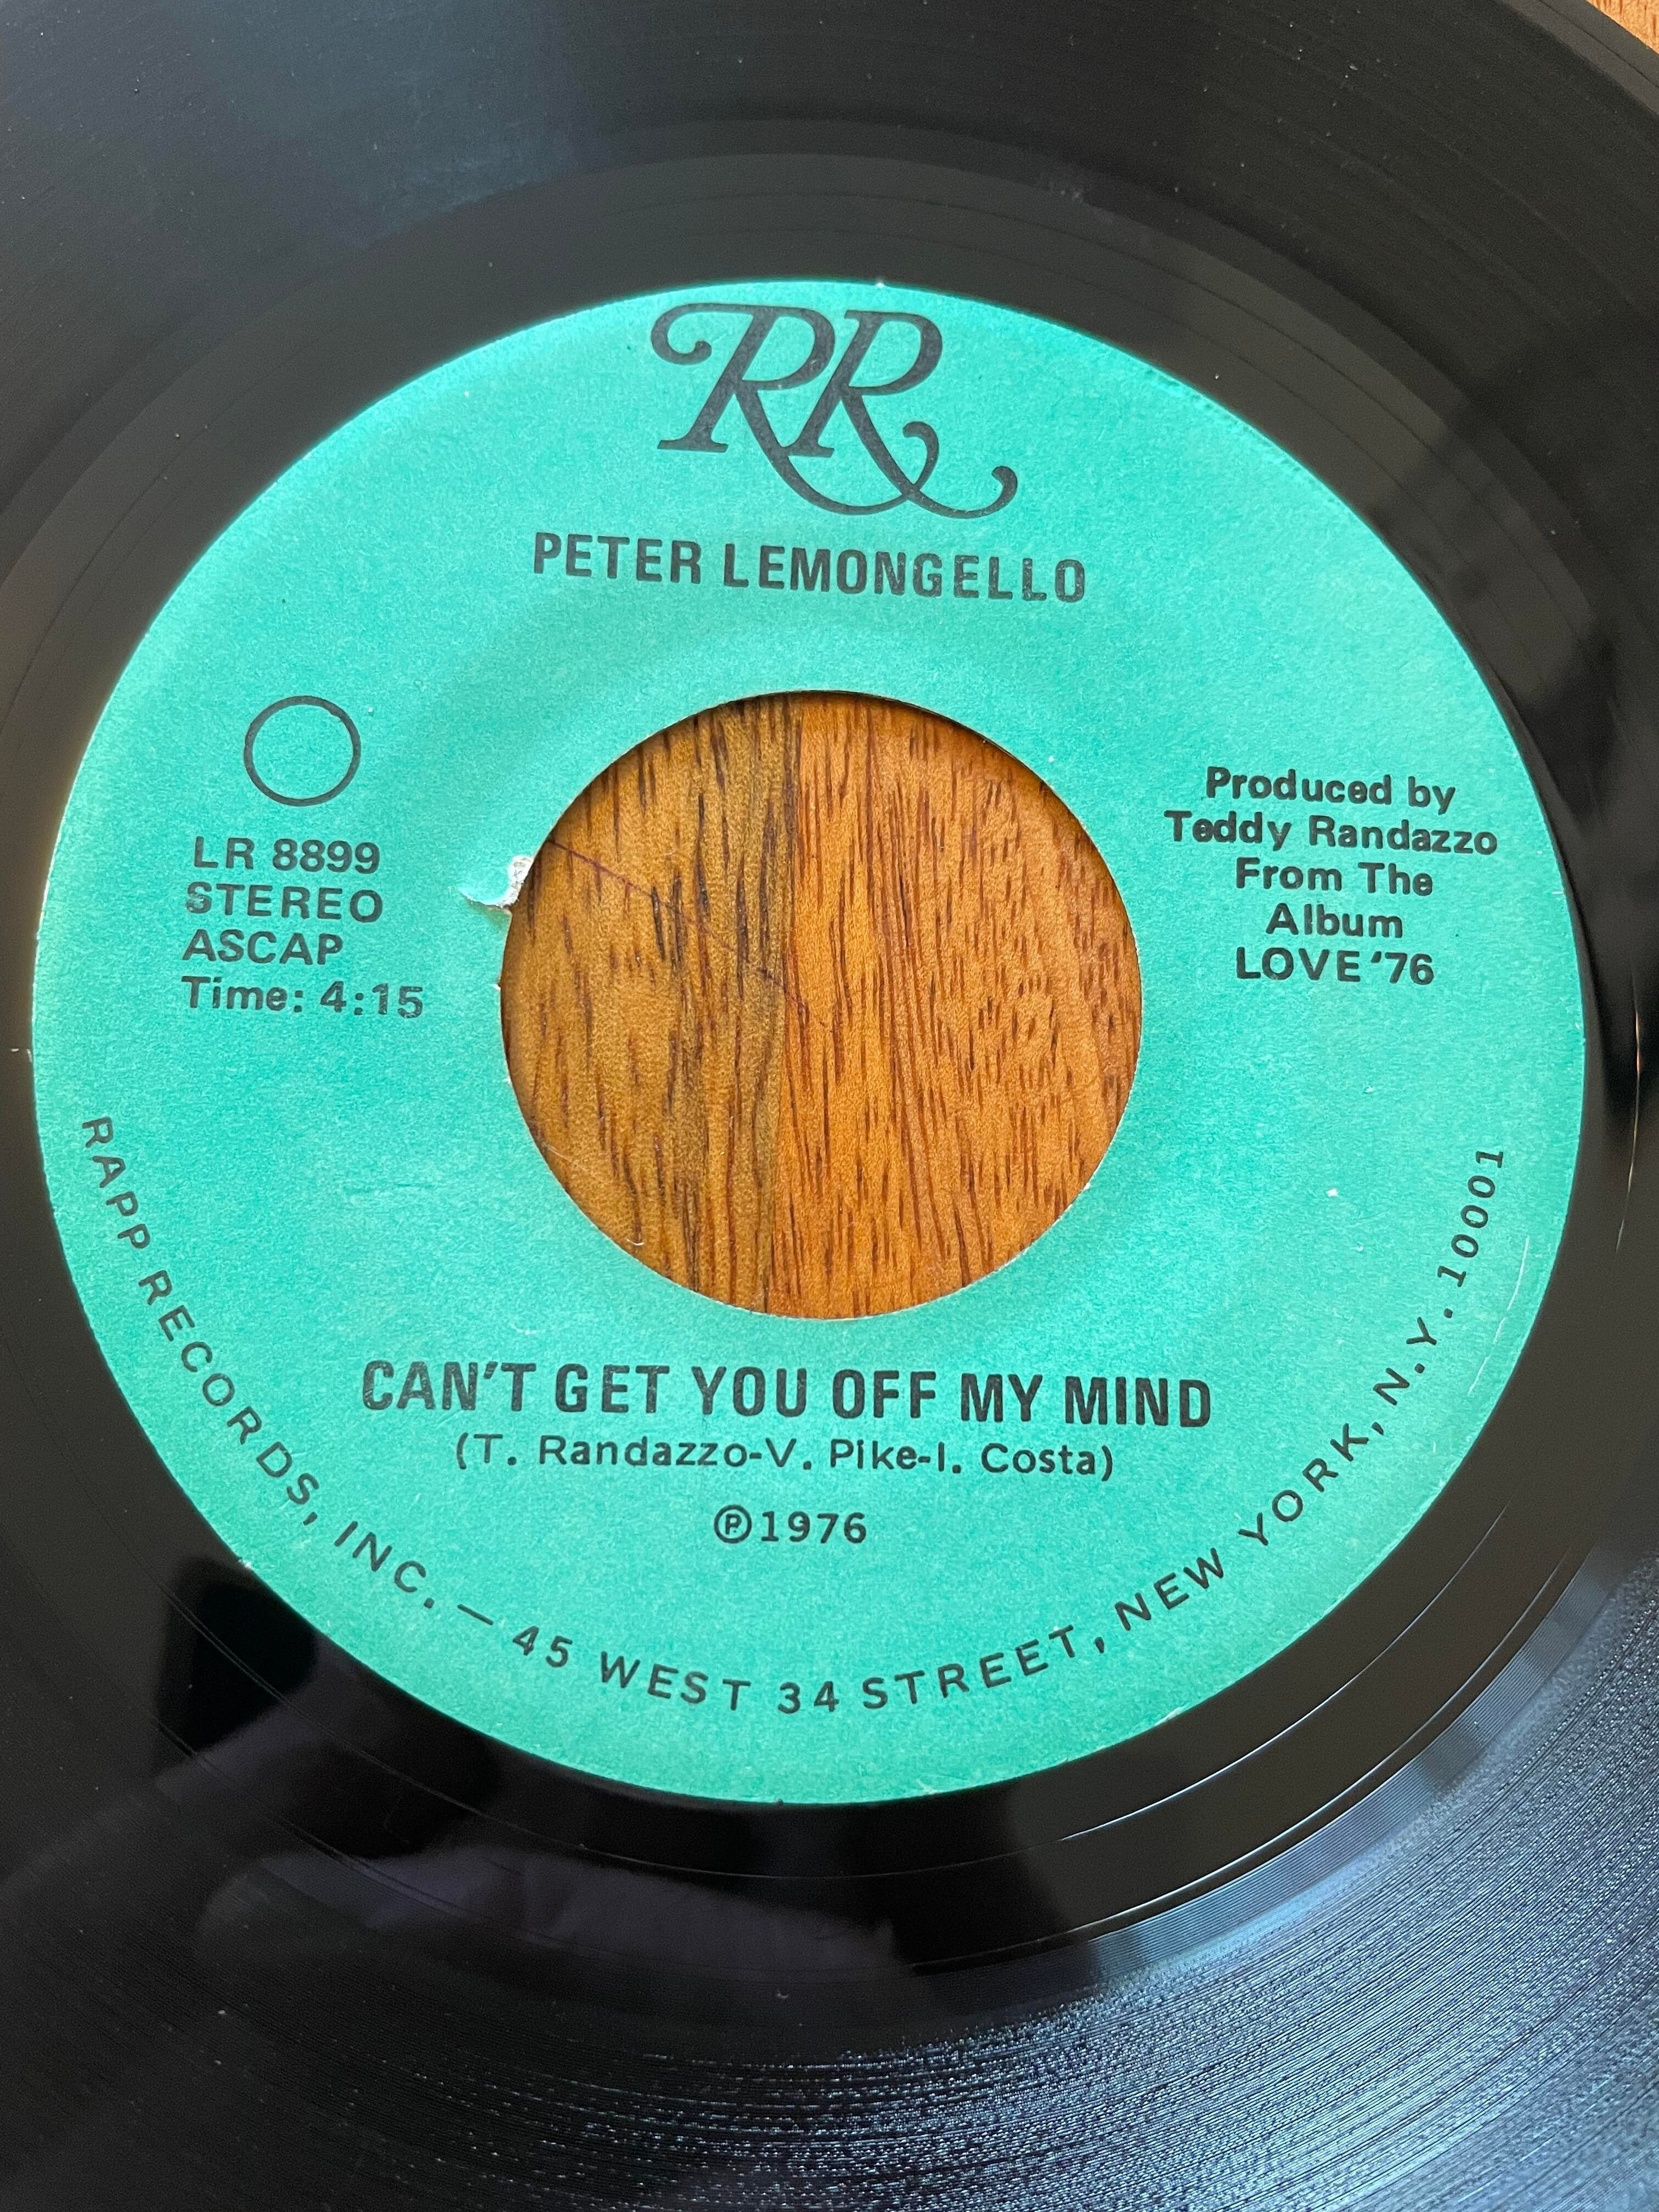 RR
PETER LEMONGELLO
LR 8899
STEREO
ASCAP
Time: 4:15
Produced by
Teddy Randazzo
From The
Album
LOVE '76
CAN'T GET YOU OFF MY MIND
(T. Randazzo-V. Pike-I. Costa)
℗1976
RAPP RECORDS, INC. — 45 WEST 34 STREET, NEW YORK, N.Y. 10001